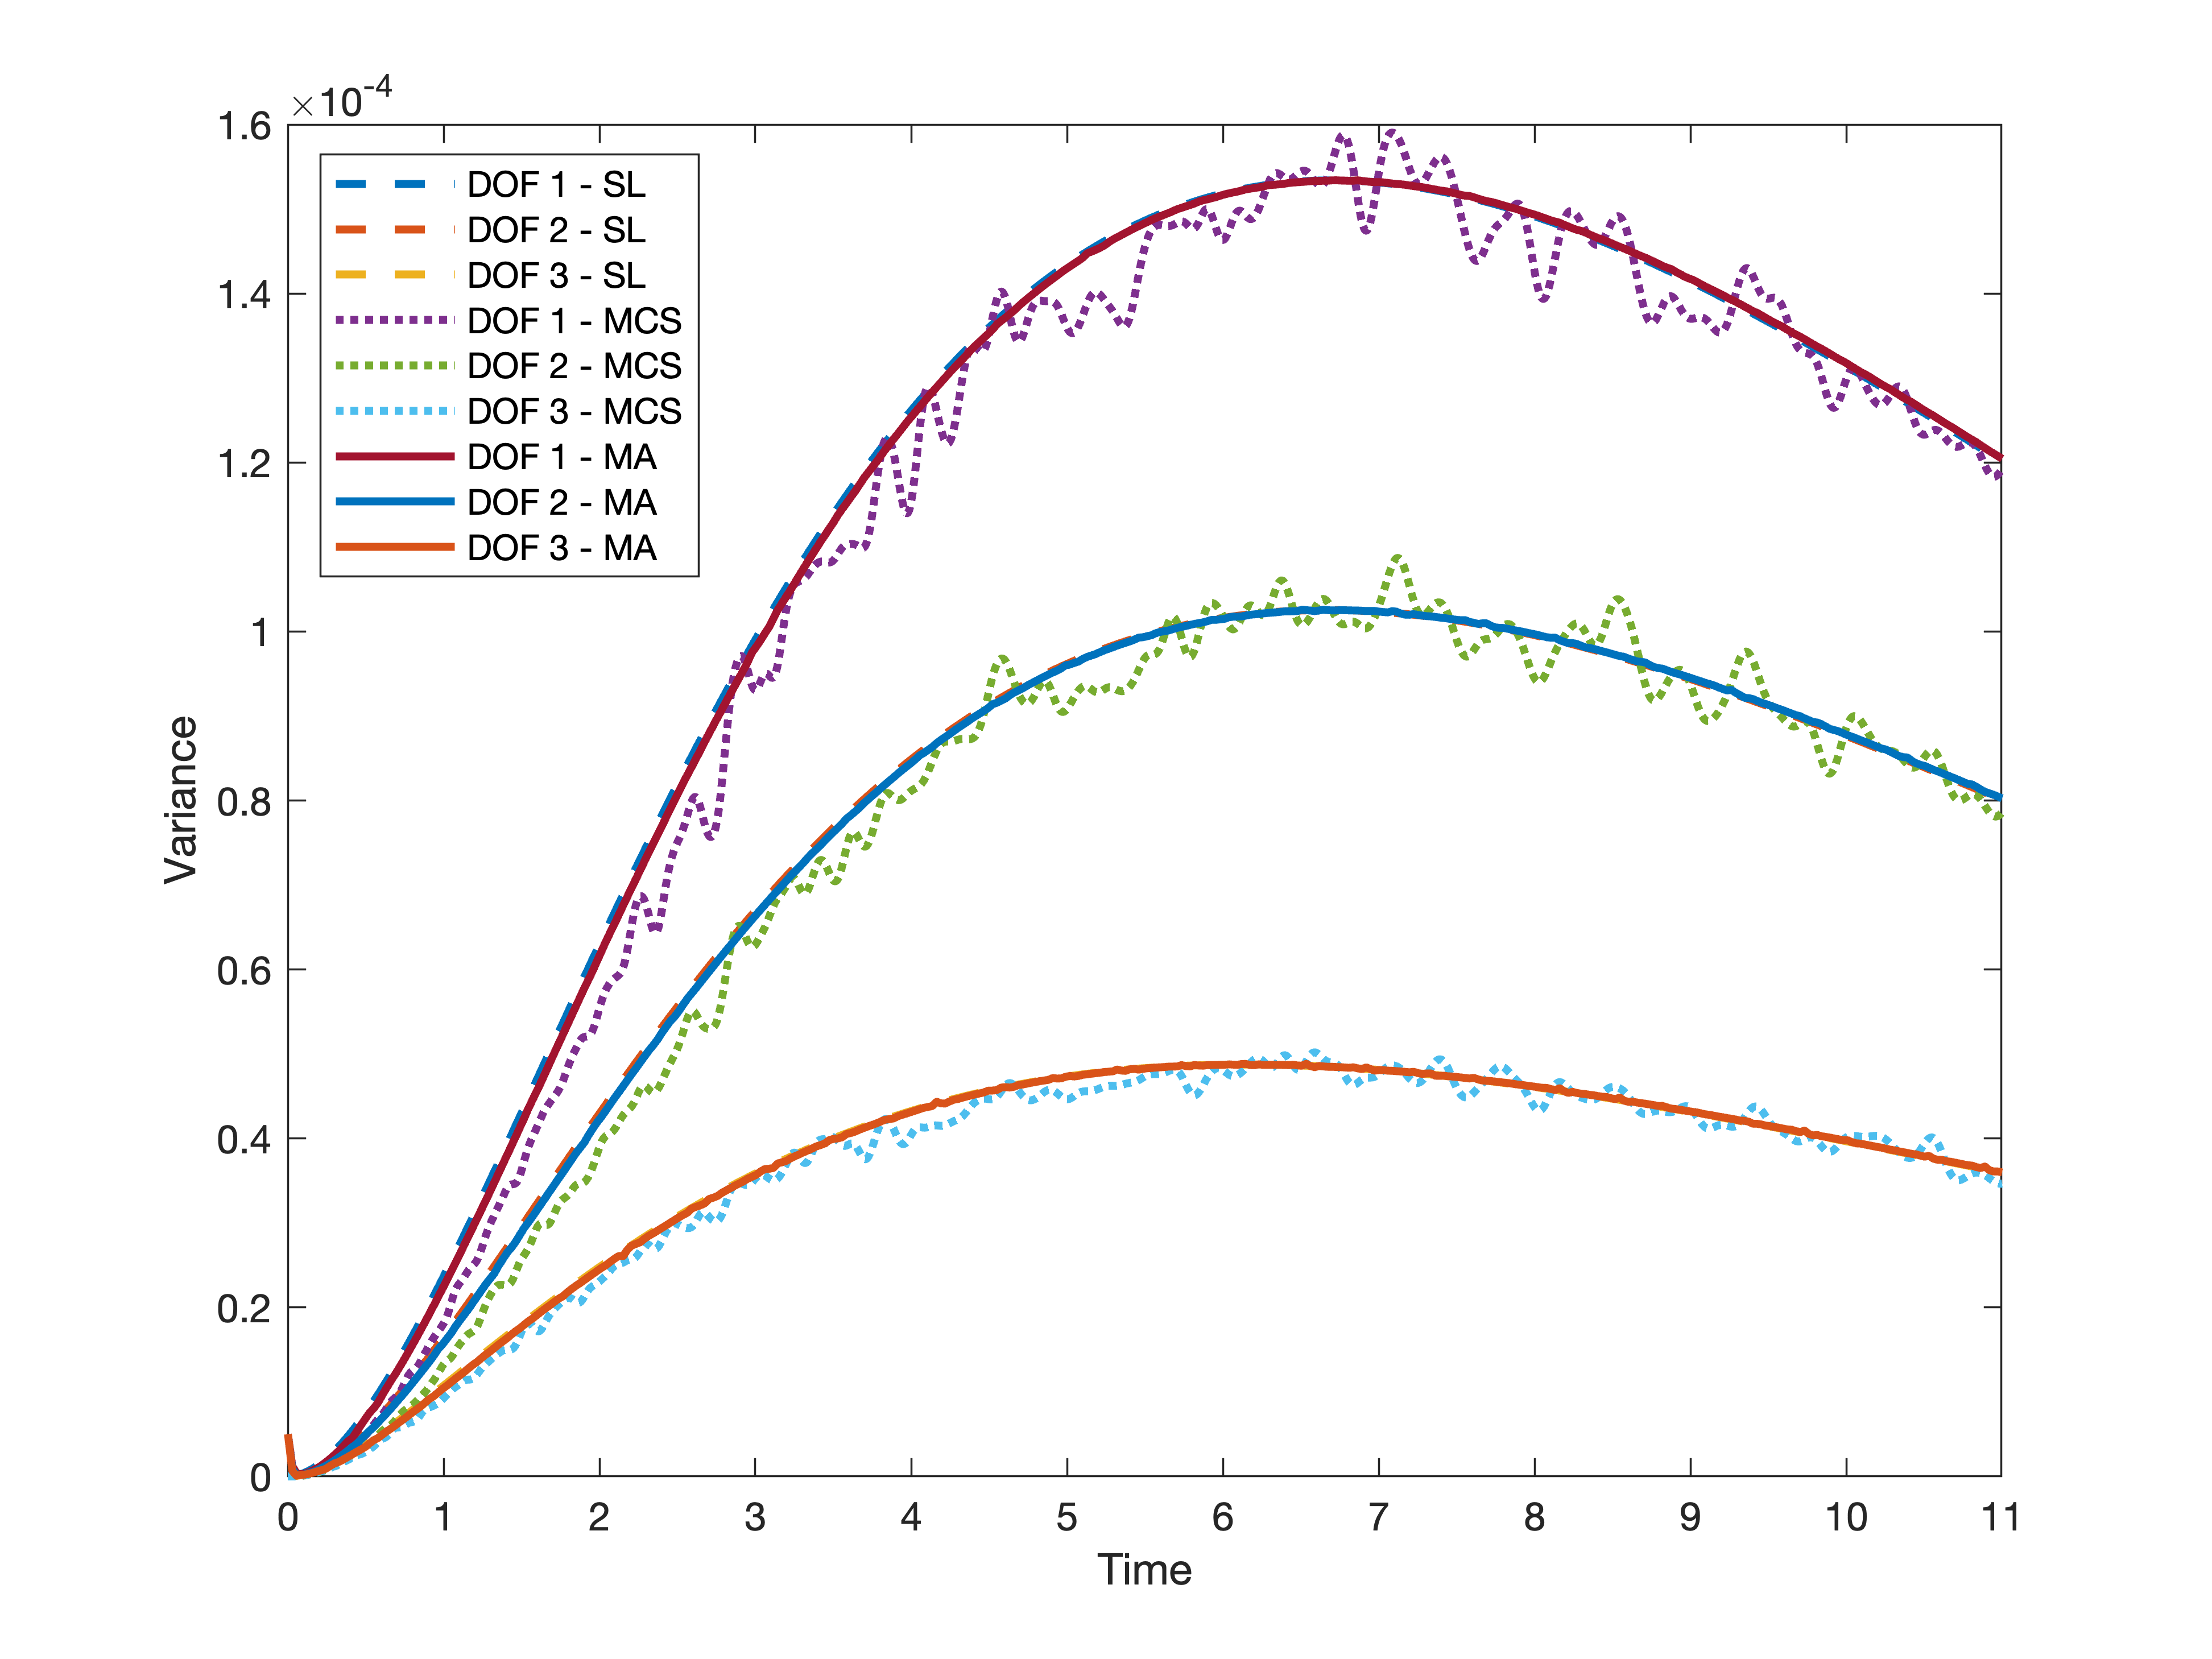 ×10-4
1.6
1.4
1.2
1
0.8
0.6
0.4
0.2
0
Variance
DOF 1 - SL
DOF 2 - SL
DOF 3 - SL
DOF 1 - MCS
DOF 2 - MCS
DOF 3 - MCS
DOF 1 - MA
DOF 2 - MA
DOF 3 - MA
0 1 2 3 4 5 6 7 8 9 10 11
Time